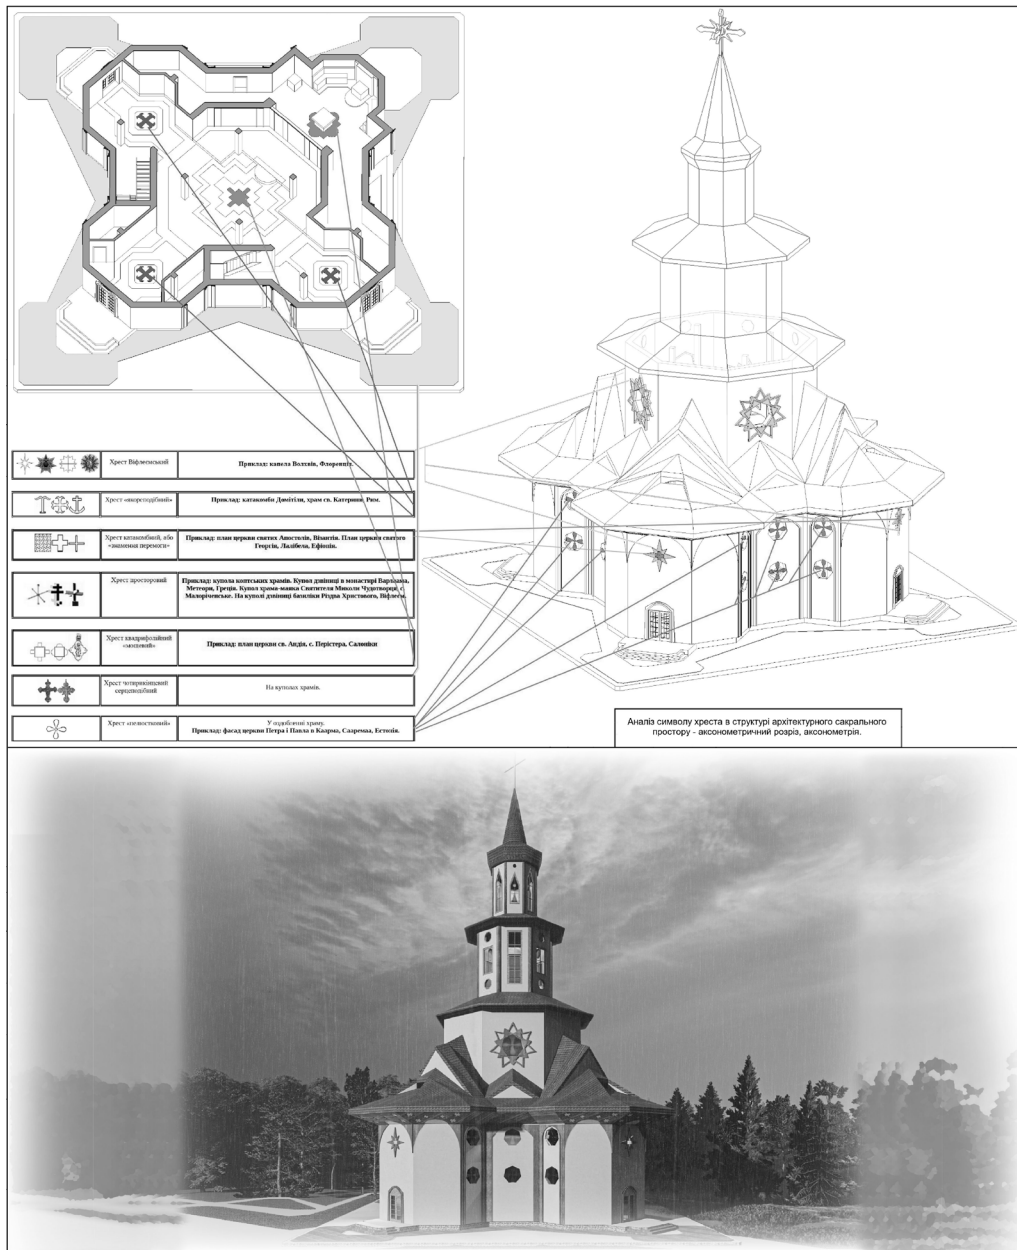 Хрест Віфлеємський
Приклад: капела Волхвів, Флоренція.
Хрест «якореподібний»
Приклад: катакомби Домітіли, храм св. Катерини, Рим.
Хрест катакомбний, або
«знамення перемоги»
Приклад: план церкви святих Апостолів, Візантія. План церкви святого
Георгія, Лалібела, Ефіопія.
Хрест просторовий
Приклад: купола коптських храмів. Купол дзвіниці в монастирі Варлаама,
Метеори, Греція. Купол храма-маяка Святителя Миколи Чудотворця, с.
Малоріченське. На куполі дзвіниці базиліки Різдва Христового, Віфлеєм.
Хрест квадрифолійний
Приклад: план церкви св. Андія, с. Перістера, Салоніки
Хрест чотирикінцевий
серцеподібний
На куполах храмів.
Хрест «пелюстковий»
У оздобленні храму.
Приклад: фасад церкви Петра і Павла в Каарма, Сааремаа, Естонія.
Аналіз символу хреста в структурі архітектурного сакрального
простору - аксонометричний розріз, аксонометрія.